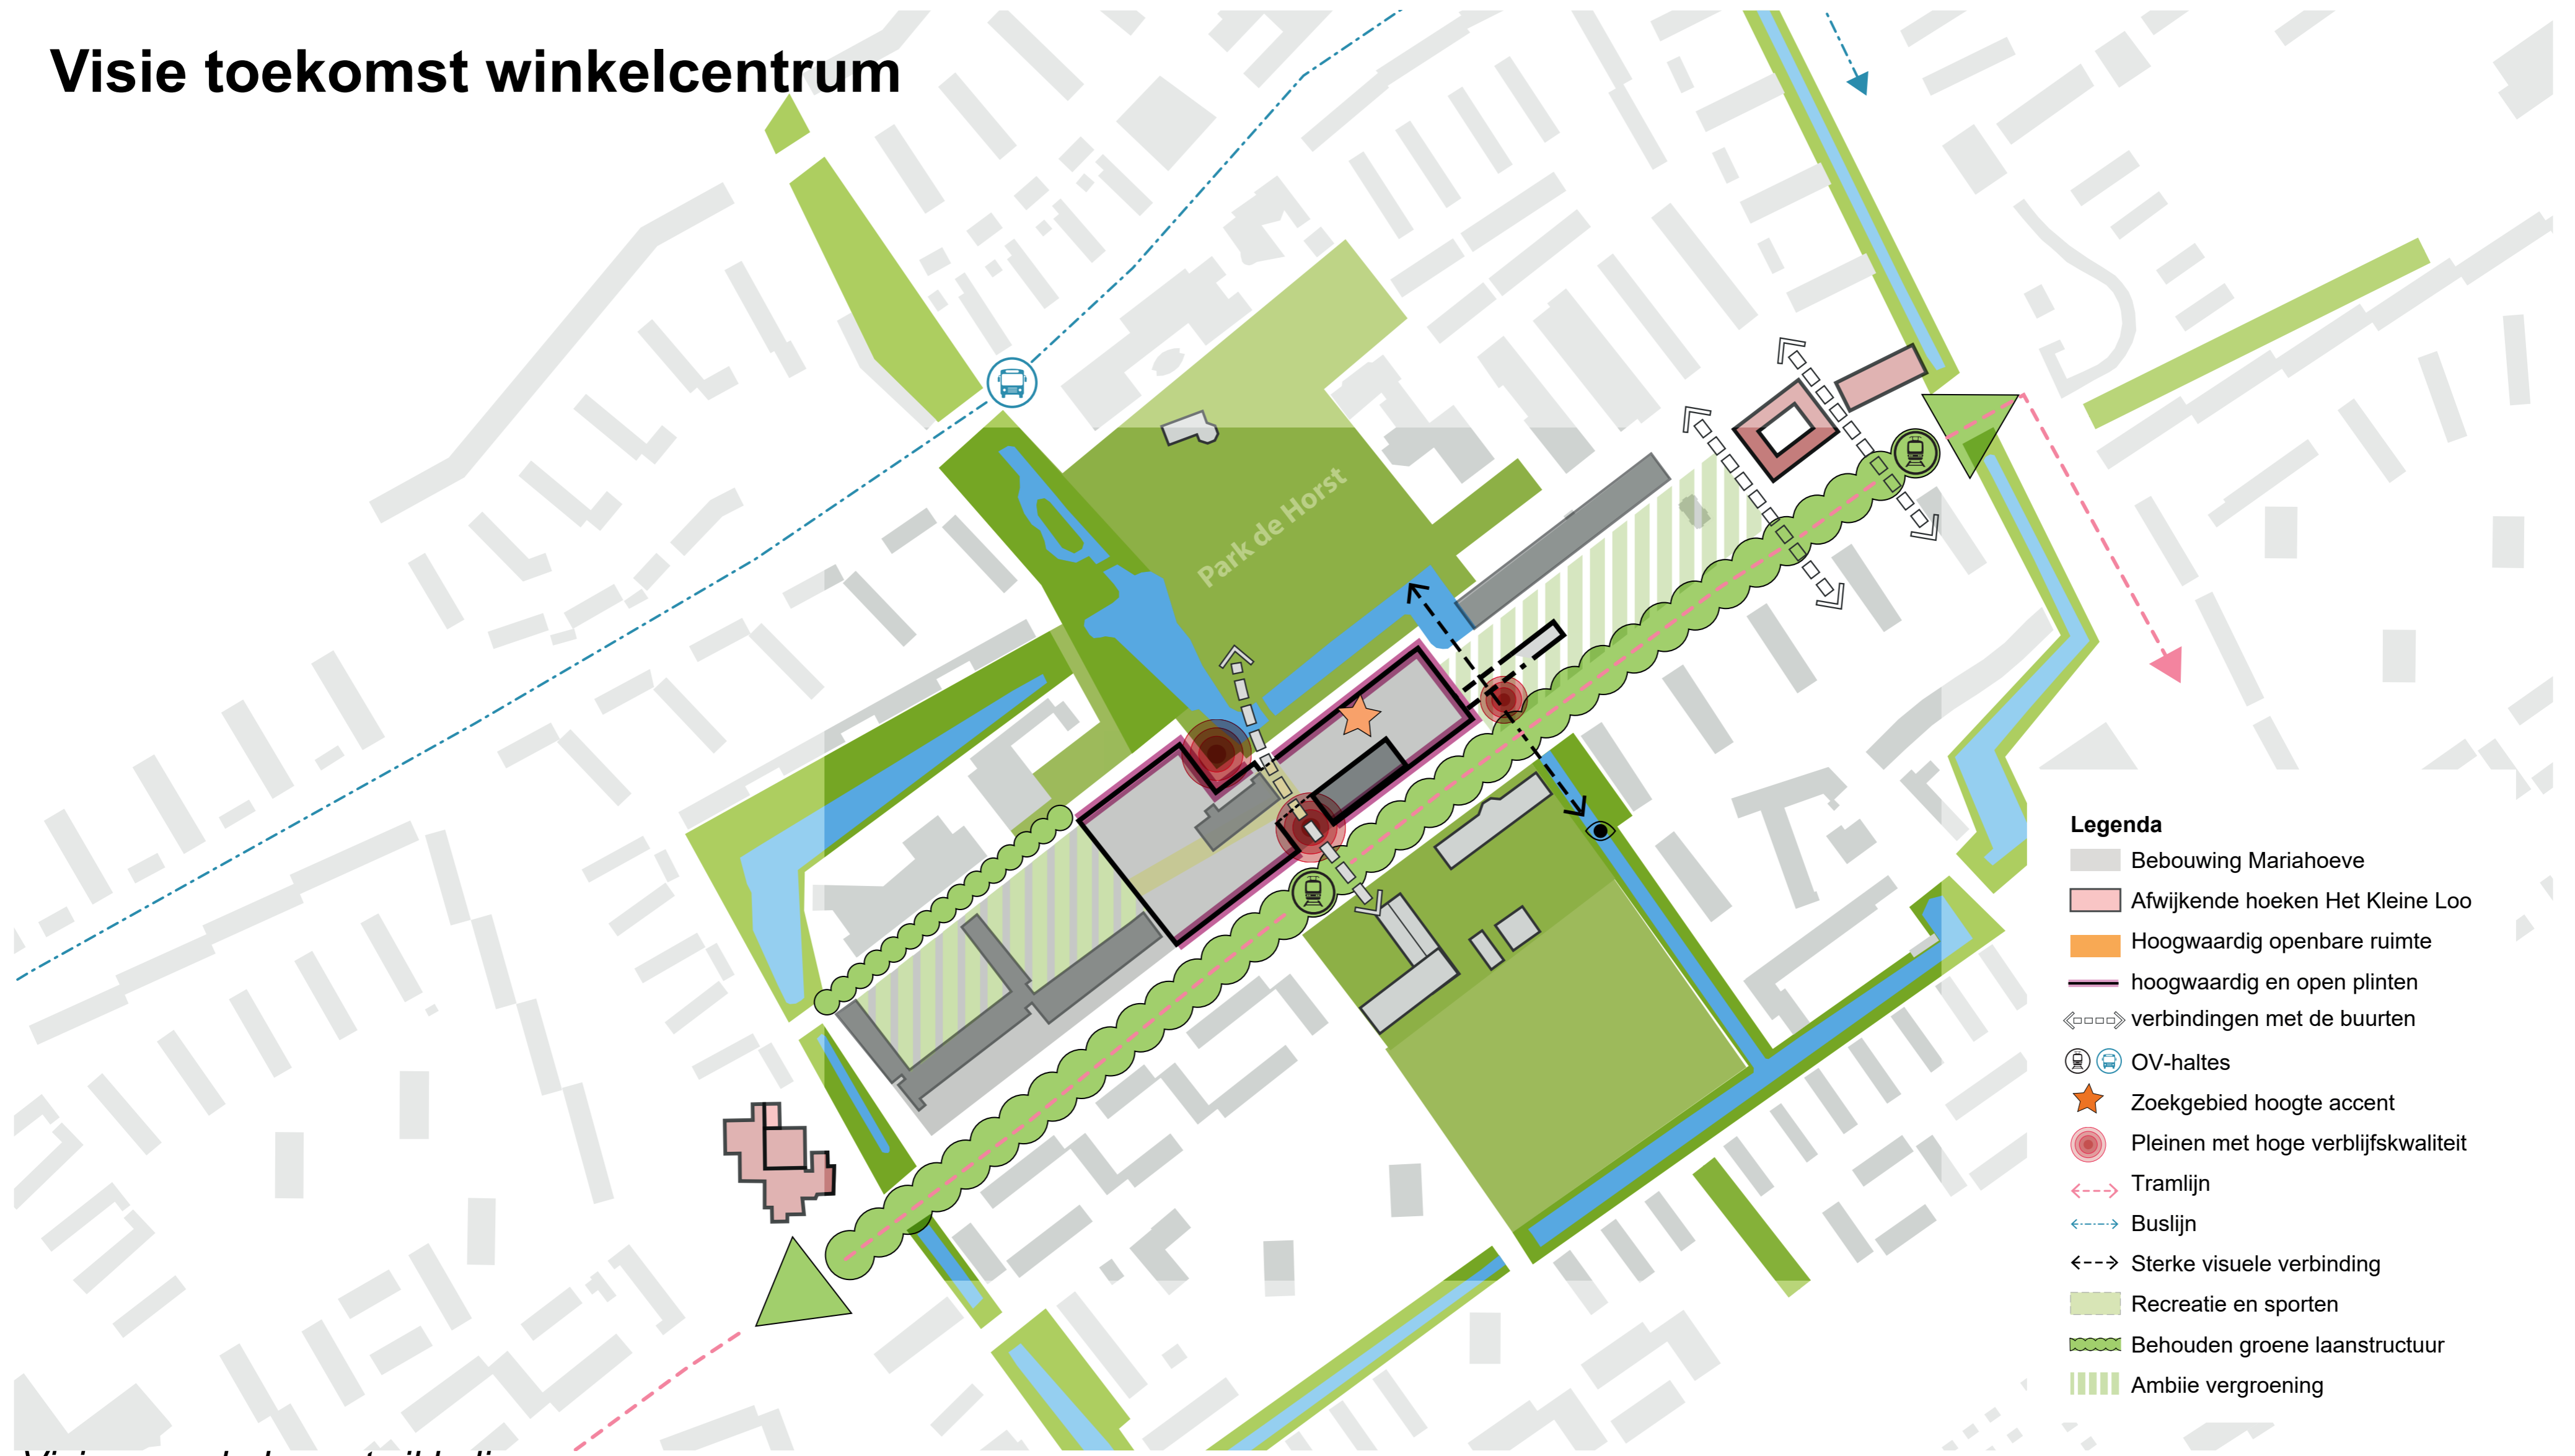 Visie toekomst winkelcentrum
Park de Horst
Legenda
Bebouwing Mariahoeve
Afwijkende hoeken Het Kleine Loo
Hoogwaardig openbare ruimte
hoogwaardig en open plinten
verbindingen met de buurten
OV-haltes
Zoekgebied hoogte accent
Pleinen met hoge verblijfskwaliteit
Tramlijn
Buslijn
Sterke visuele verbinding
Recreatie en sporten
Behouden groene laanstructuur
Ambiie vergroening